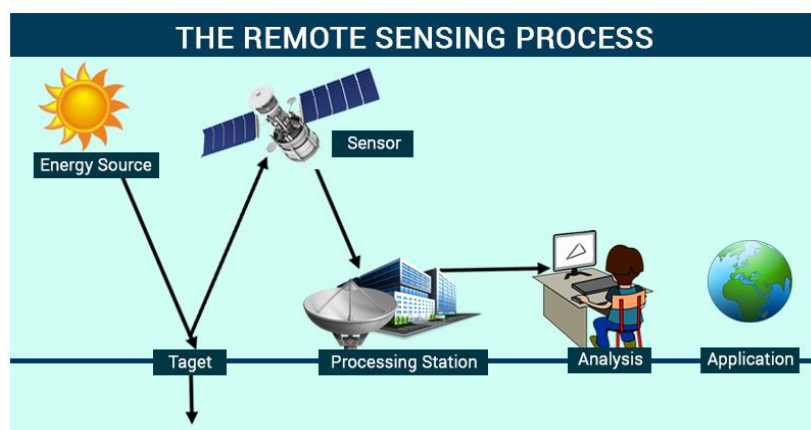 THE REMOTE SENSING PROCESS
Energy Source
Sensor
Taget
Processing Station
Analysis
Application